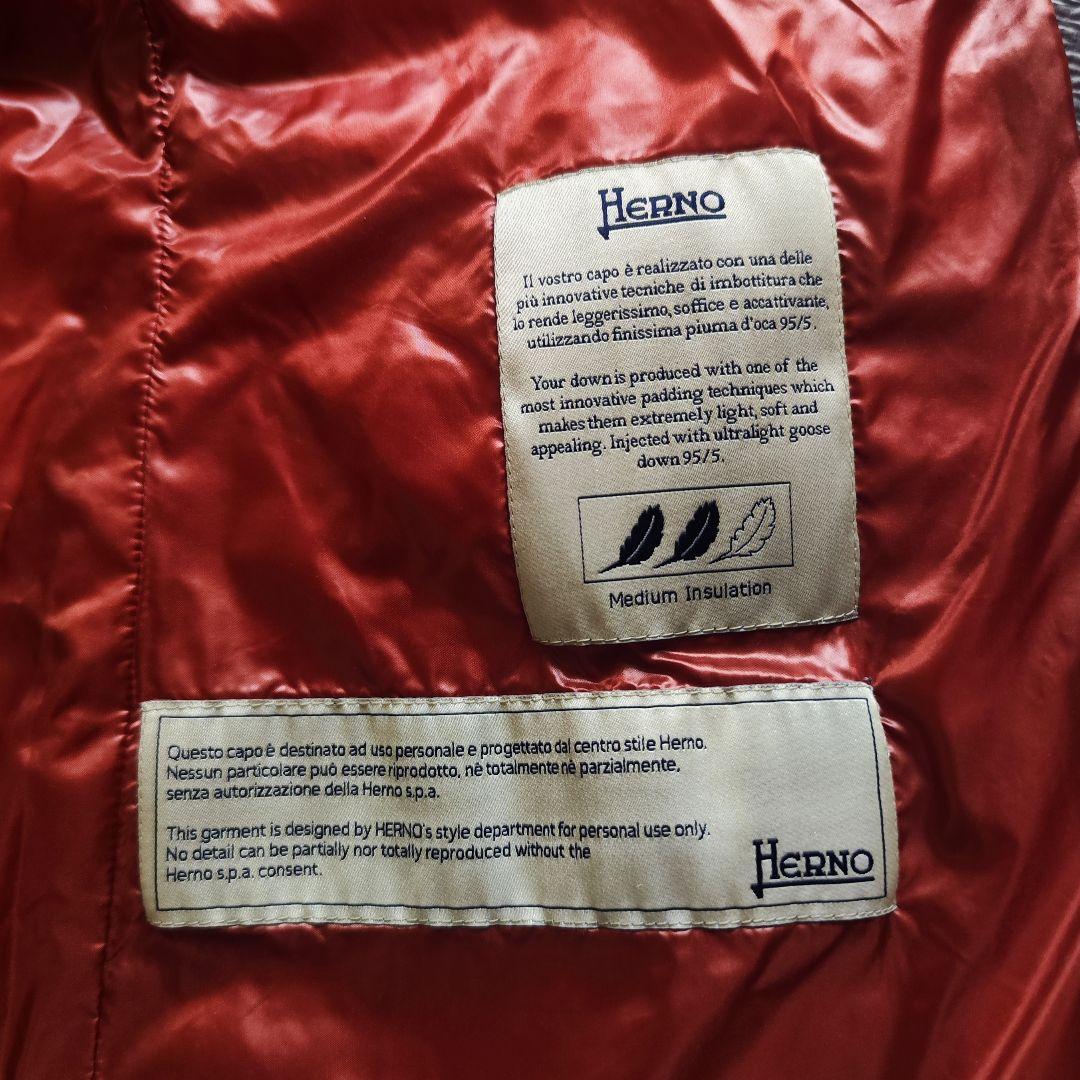 HERNO
Il vostro capo è realizzato con una delle
più innovative tecniche di imbottitura che
lo rende leggerissimo, soffice e accattivante,
utilizzando finissima piuma d'oca 95/5.
Your down is produced with one of the
most innovative padding techniques which
makes them extremely light, soft and
appealing. Injected with ultralight goose
down 95/5.
Medium Insulation
Questo capo è destinato ad uso personale e progettato dal centro stile Herno.
Nessun particolare può essere riprodotto, nè totalmente nè parzialmente,
senza autorizzazione della Herno s.p.a.
This garment is designed by HERNO's style department for personal use only.
No detail can be partially nor totally reproduced without the
Herno s.p.a. consent.
HERNO